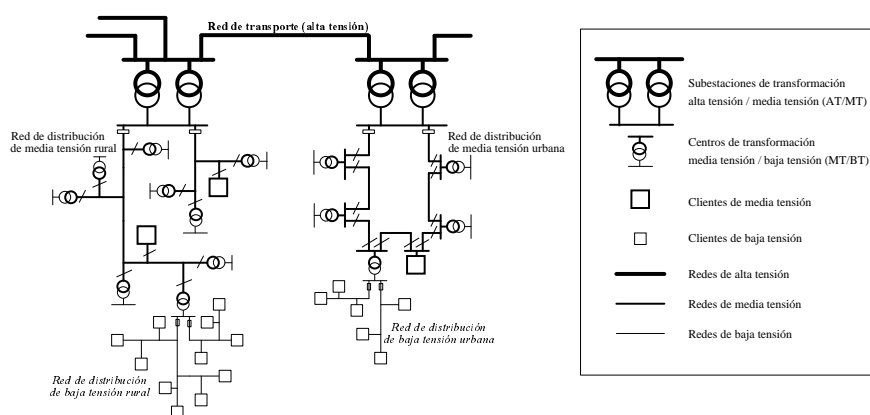 Red de transporte (alta tensión)
Red de distribución
de media tensión rural
Red de distribución
de media tensión urbana
Red de distribución
de baja tensión urbana
Red de distribución
de baja tensión rural
Subestaciones de transformación
alta tensión / media tensión (AT/MT)
Centros de transformación
media tensión / baja tensión (MT/BT)
Clientes de media tensión
Clientes de baja tensión
Redes de alta tensión
Redes de media tensión
Redes de baja tensión